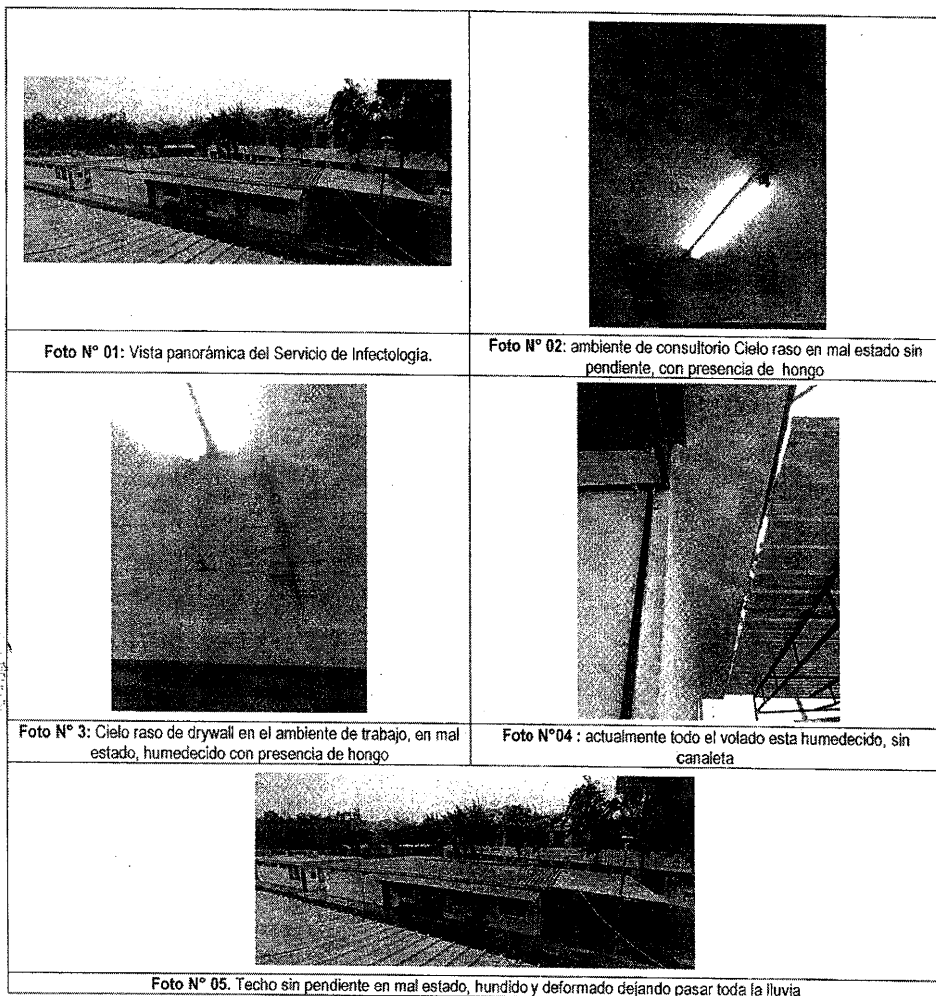 Foto N° 01: Vista panorámica del Servicio de Infectología.
Foto N° 02: ambiente de consultorio Cielo raso en mal estado sin
pendiente, con presencia de hongo
Foto N° 3: Cielo raso de drywall en el ambiente de trabajo, en mal
estado, humedecido con presencia de hongo
Foto N°04 : actualmente todo el volado esta humedecido, sin
canaleta
Foto N° 05. Techo sin pendiente en mal estado, hundido y deformado dejando pasar toda la lluvia